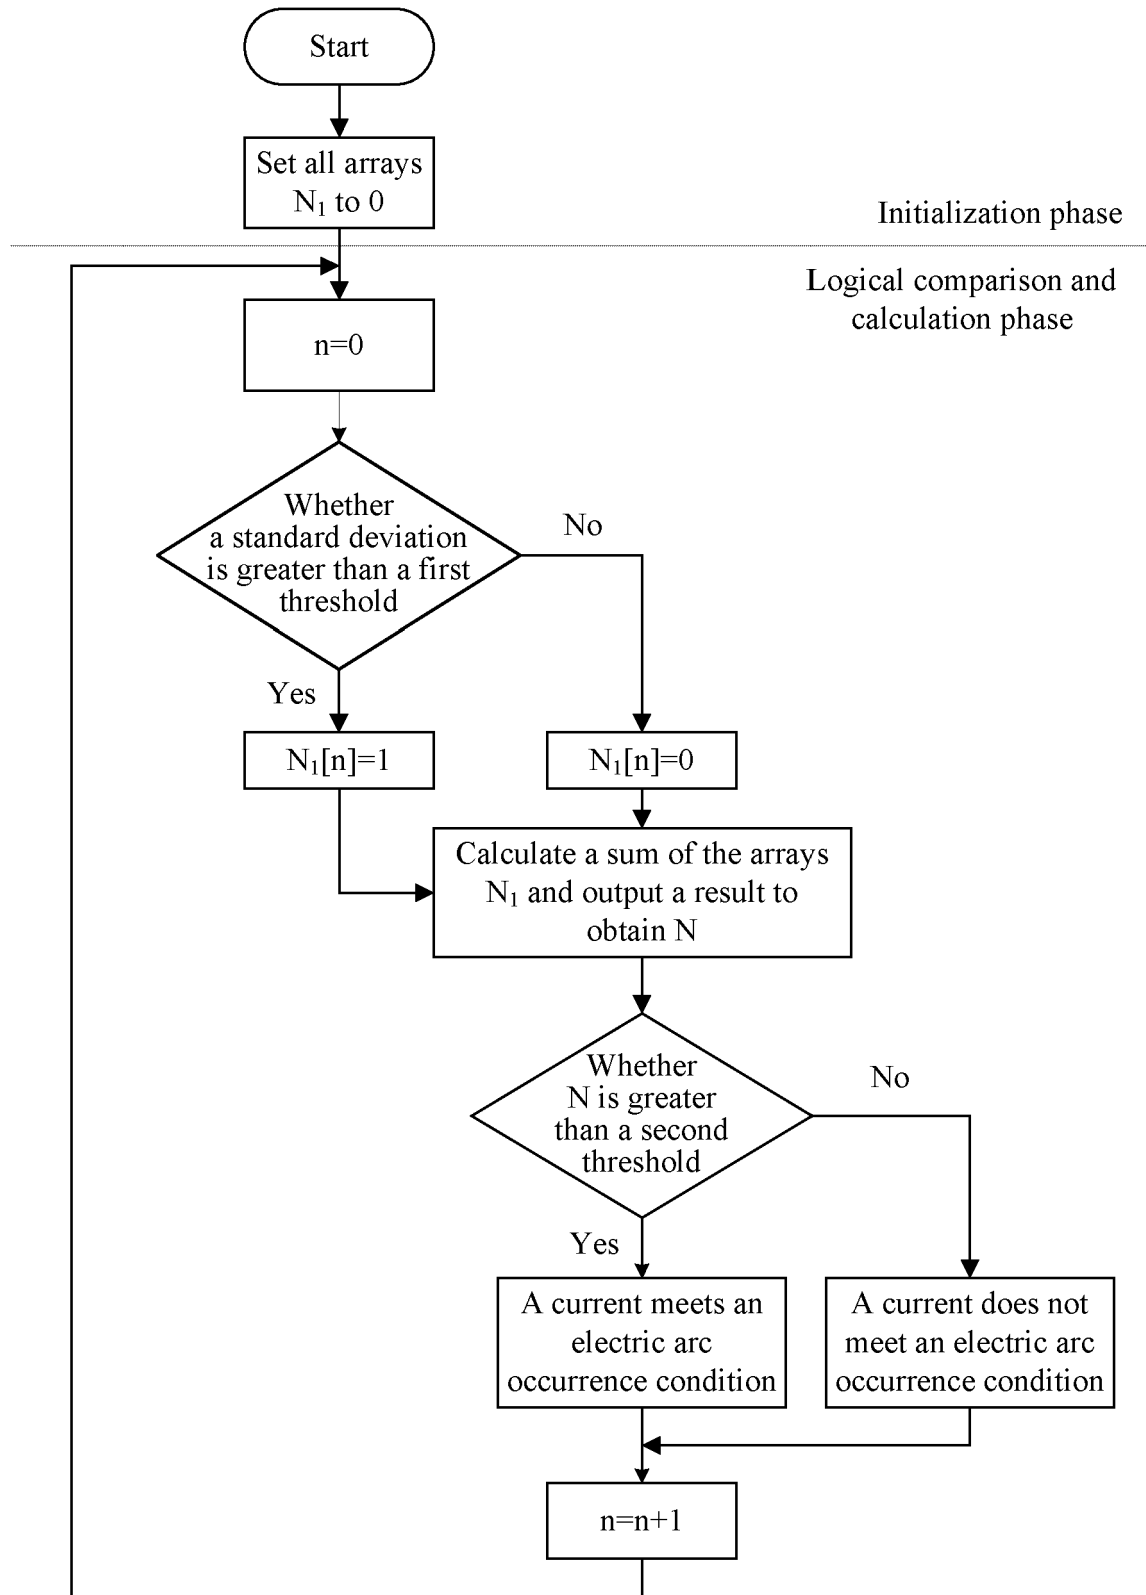 Start
Set all arrays
N₁ to 0
Initialization phase
Logical comparison and
calculation phase
n=0
Whether
a standard deviation
is greater than a first
threshold
No
Yes
N₁[n]=1
N₁[n]=0
Calculate a sum of the arrays
N₁ and output a result to
obtain N
Whether
N is greater
than a second
threshold
No
Yes
A current meets an
electric arc
occurrence condition
A current does not
meet an electric arc
occurrence condition
n=n+1